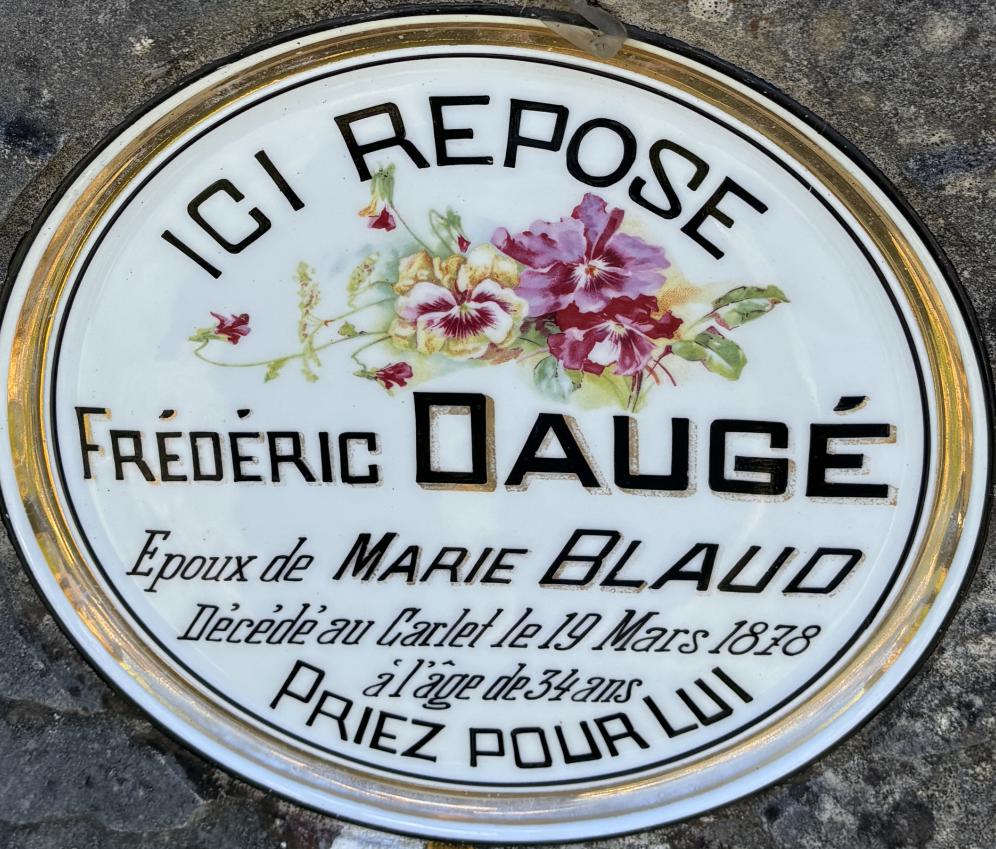 ICI REPOSE
FRÉDÉRIC DAUGÉ
Epoux de MARIE BLAUD
Décédé au Carlet le 19 Mars 1878
à l'âge de 34 ans
PRIEZ POUR LUI